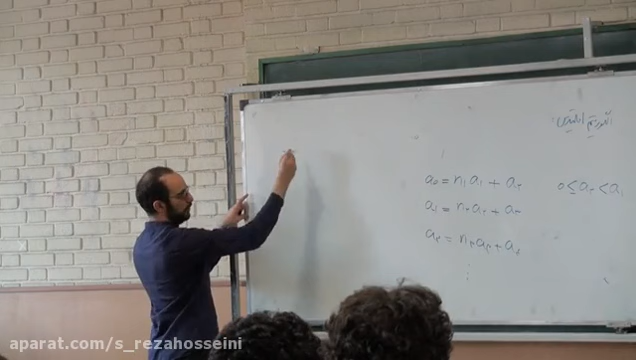 الگوریتم اقلیدس:
a₀ = n₁a₁ + a₂   0 ≤ a₂ < a₁
a₁ = n₂a₂ + a₃
a₂ = n₃a₃ + a₄
⋮
aparat.com/s_rezahosseini